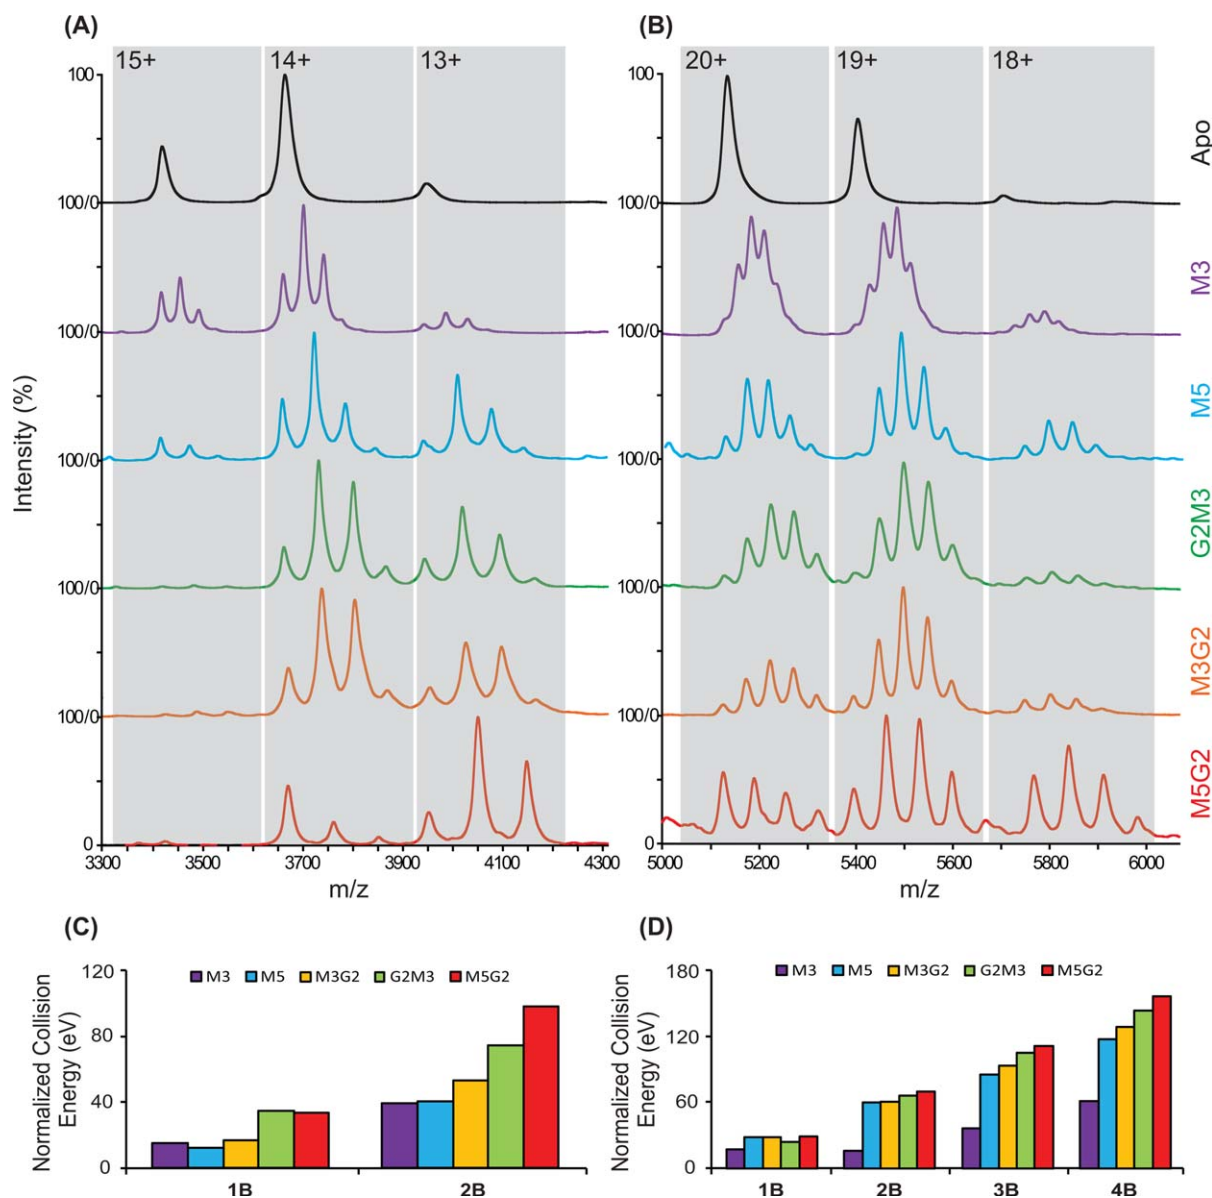 (A)
(B)
15+ 14+ 13+
20+ 19+ 18+
100
100/0
100/0
100/0
100/0
100/0
0
100
100/0
100/0
100/0
100/0
100/0
0
Intensity (%)
Apo
M3
M5
G2M3
M3G2
M5G2
3300 3500 3700 3900 4100 4300
m/z
5000 5200 5400 5600 5800 6000
m/z
(C)
Normalized Collision
Energy (eV)
120
80
40
0
M3 M5 M3G2 G2M3 M5G2
1B 2B
(D)
Normalized Collision
Energy (eV)
180
120
60
0
M3 M5 M3G2 G2M3 M5G2
1B 2B 3B 4B